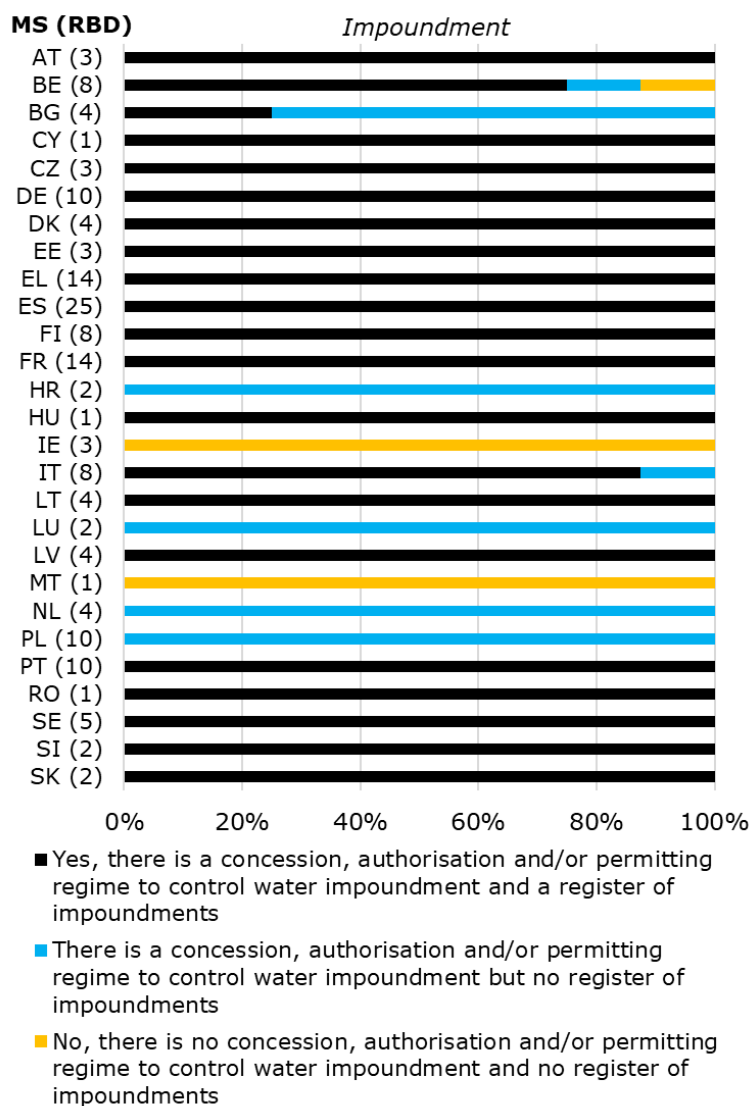 MS (RBD)
Impoundment
AT (3)
BE (8)
BG (4)
CY (1)
CZ (3)
DE (10)
DK (4)
EE (3)
EL (14)
ES (25)
FI (8)
FR (14)
HR (2)
HU (1)
IE (3)
IT (8)
LT (4)
LU (2)
LV (4)
MT (1)
NL (4)
PL (10)
PT (10)
RO (1)
SE (5)
SI (2)
SK (2)
0% 20% 40% 60% 80% 100%
Yes, there is a concession, authorisation and/or permitting
regime to control water impoundment and a register of
impoundments
There is a concession, authorisation and/or permitting
regime to control water impoundment but no register of
impoundments
No, there is no concession, authorisation and/or permitting
regime to control water impoundment and no register of
impoundments